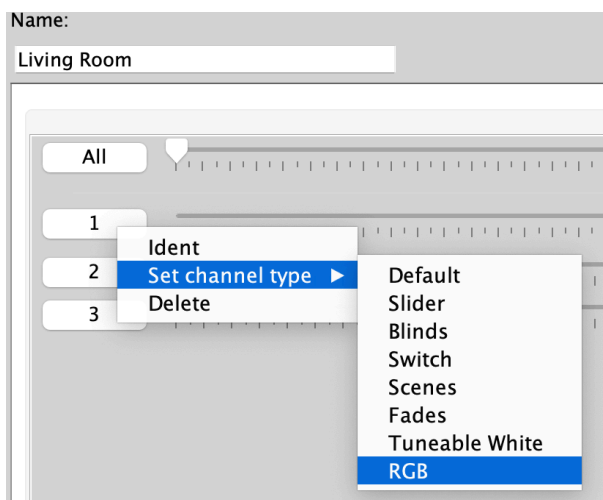 Name:
Living Room
All
1
Ident
2
Set channel type
Default
Delete
Slider
3
Blinds
Switch
Scenes
Fades
Tuneable White
RGB